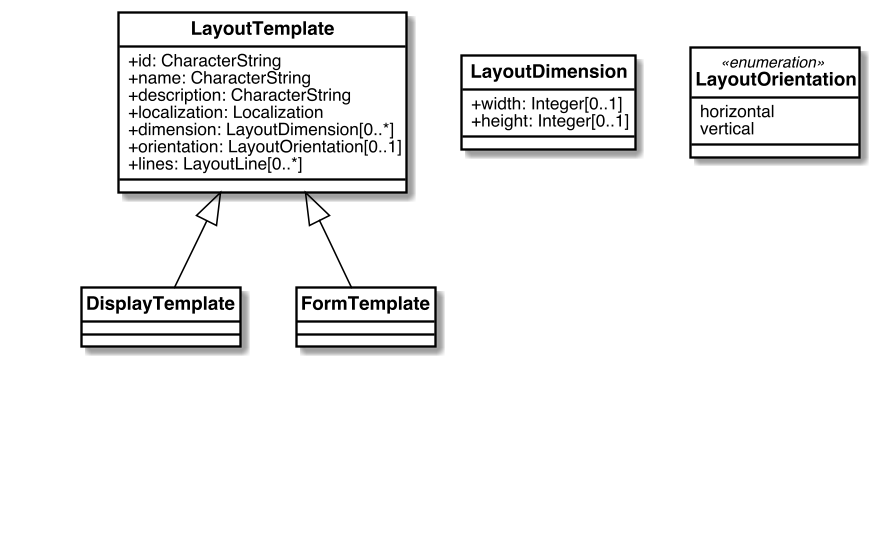 LayoutTemplate
+id: CharacterString
+name: CharacterString
+description: CharacterString
+localization: Localization
+dimension: LayoutDimension[0..*]
+orientation: LayoutOrientation[0..1]
+lines: LayoutLine[0..*]
LayoutDimension
+width: Integer[0..1]
+height: Integer[0..1]
«enumeration»
LayoutOrientation
horizontal
vertical
DisplayTemplate
FormTemplate